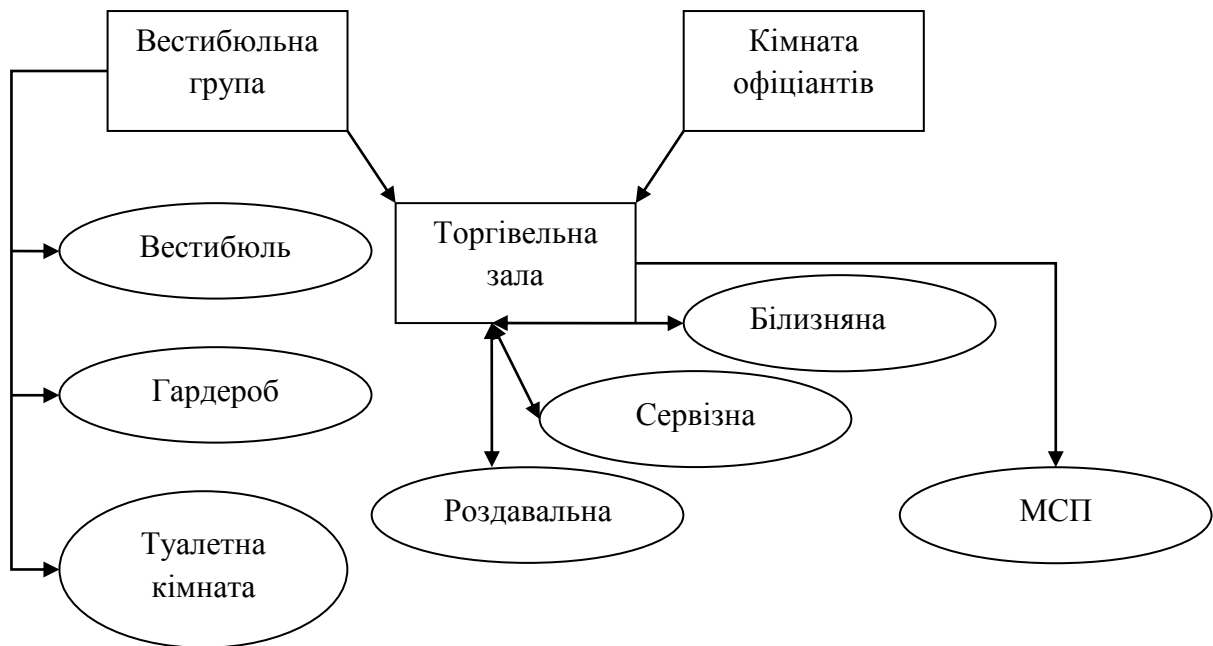 Вестибюльна
група
Кімната
офіціантів
Торгівельна
зала
Вестибюль
Білизняна
Гардероб
Сервізна
Роздавальна
МСП
Туалетна
кімната